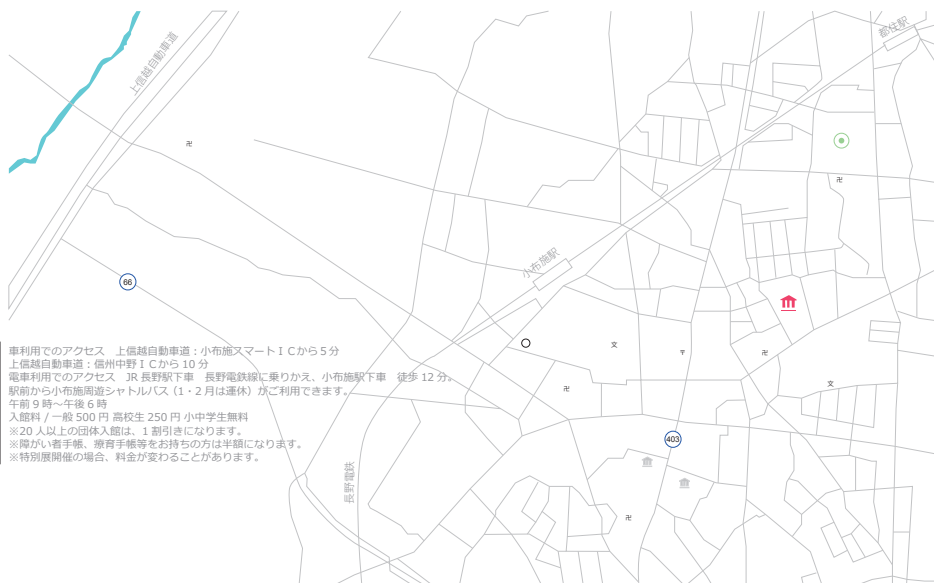 都住駅
上信越自動車道
卍
卍
小布施駅
66
文
〒
卍
文
卍
車利用でのアクセス　上信越自動車道：小布施スマートＩＣから５分
上信越自動車道：信州中野ＩＣから 10 分
電車利用でのアクセス　JR 長野駅下車　長野電鉄線に乗りかえ、小布施駅下車　徒歩 12 分。
駅前から小布施周遊シャトルバス（1・2 月は運休）がご利用できます。
午前９時〜午後６時
入館料 / 一般 500 円 高校生 250 円 小中学生無料
※20 人以上の団体入館は、１割引きになります。
※障がい者手帳、療育手帳等をお持ちの方は半額になります。
※特別展開催の場合、料金が変わることがあります。
403
長野電鉄
卍